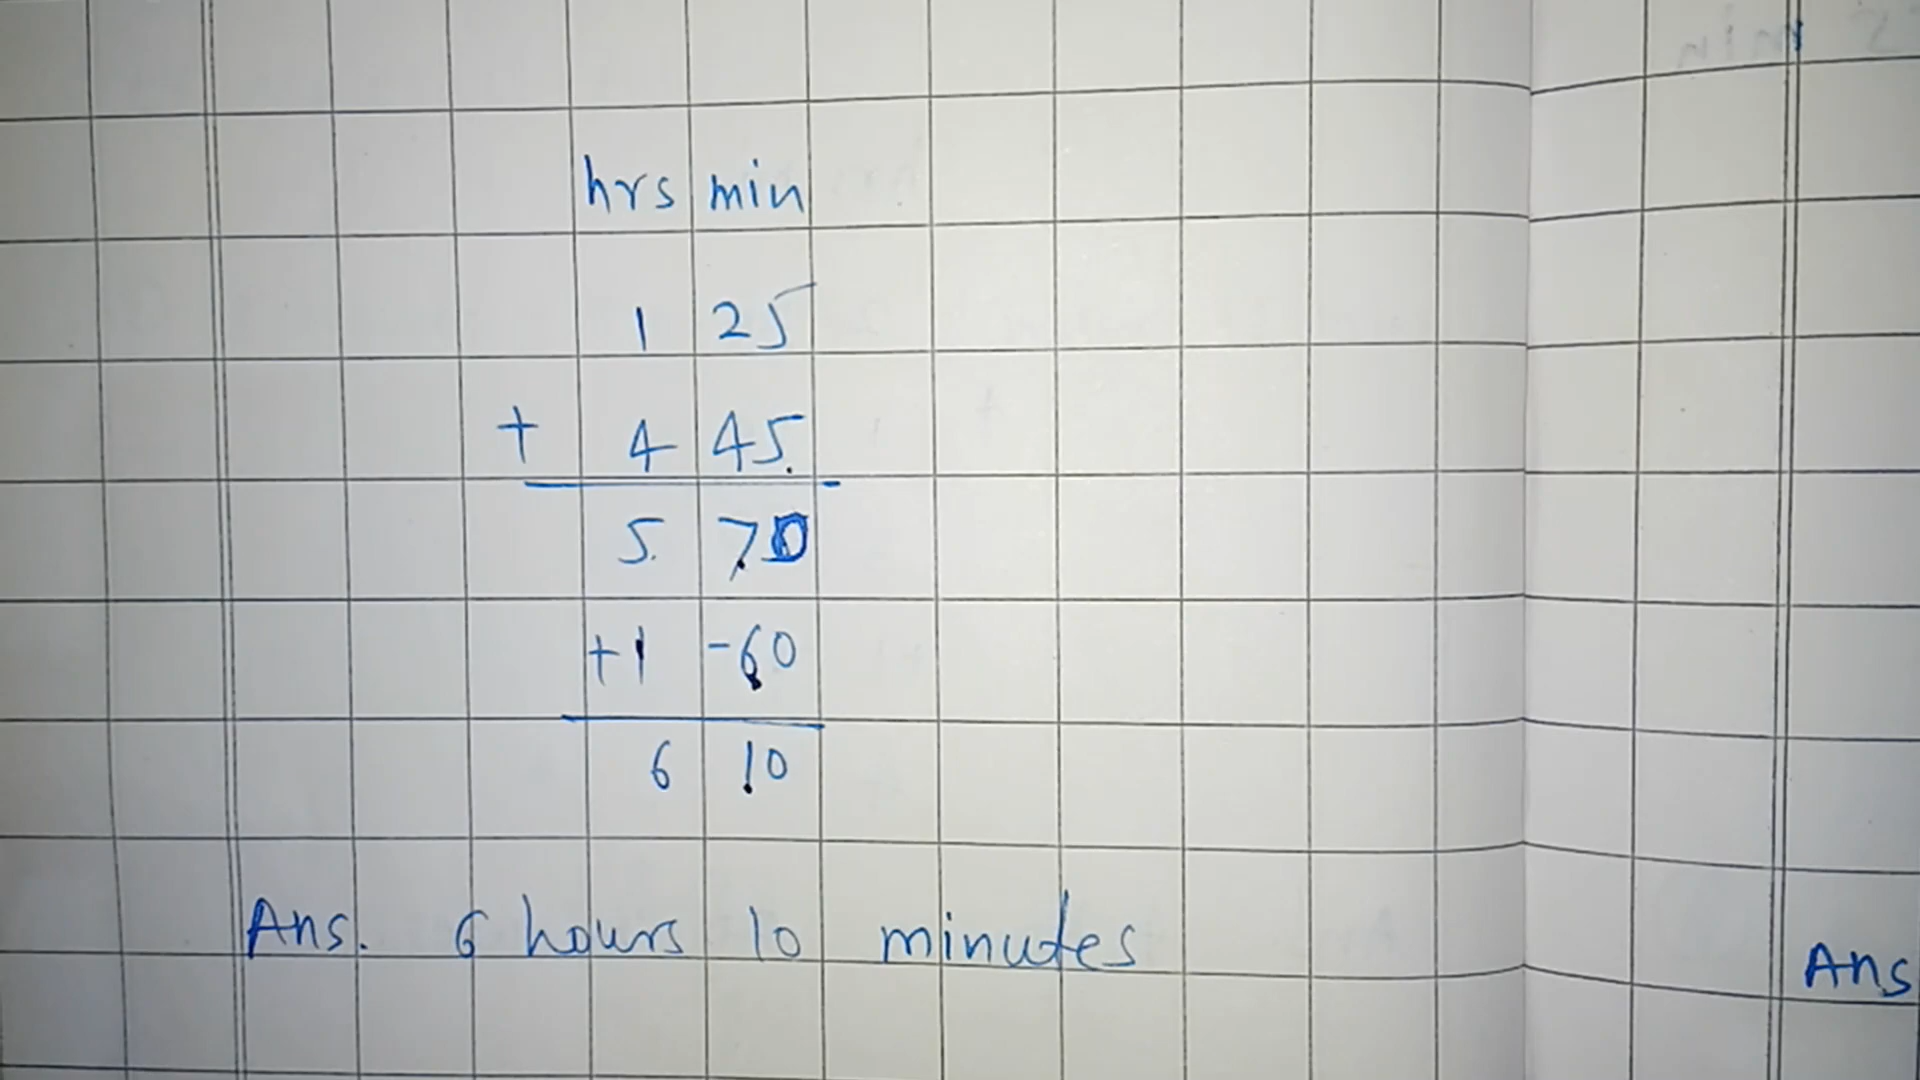 hrs min
1 25
+ 4 45
5 70
+1 -60
6 10
Ans. 6 hours 10 minutes
Ans